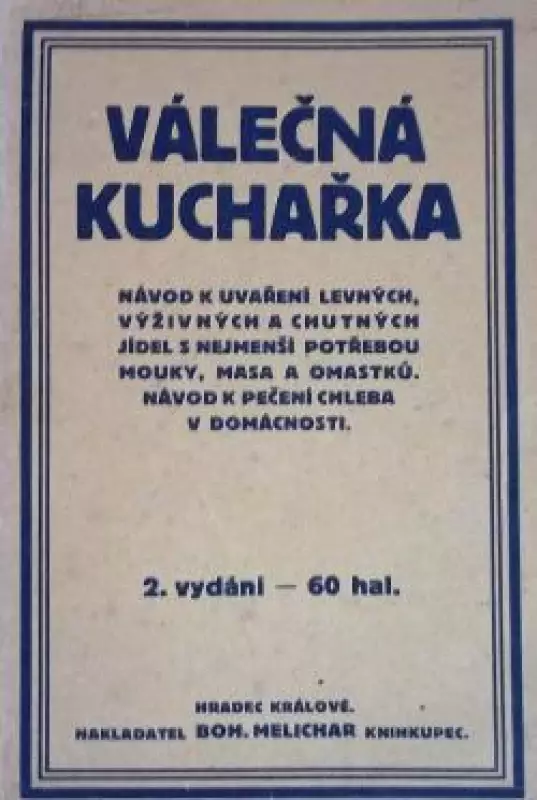 VÁLEČNÁ
KUCHAŘKA
NÁVOD K UVAŘENÍ LEVNÝCH,
VÝŽIVNÝCH A CHUTNÝCH
JÍDEL S NEJMENŠÍ POTŘEBOU
MOUKY, MASA A OMASTKŮ.
NÁVOD K PEČENÍ CHLEBA
V DOMÁCNOSTI.
2. vydání — 60 hal.
HRADEC KRÁLOVÉ.
NAKLADATEL BOH. MELICHAR KNIHKUPEC.